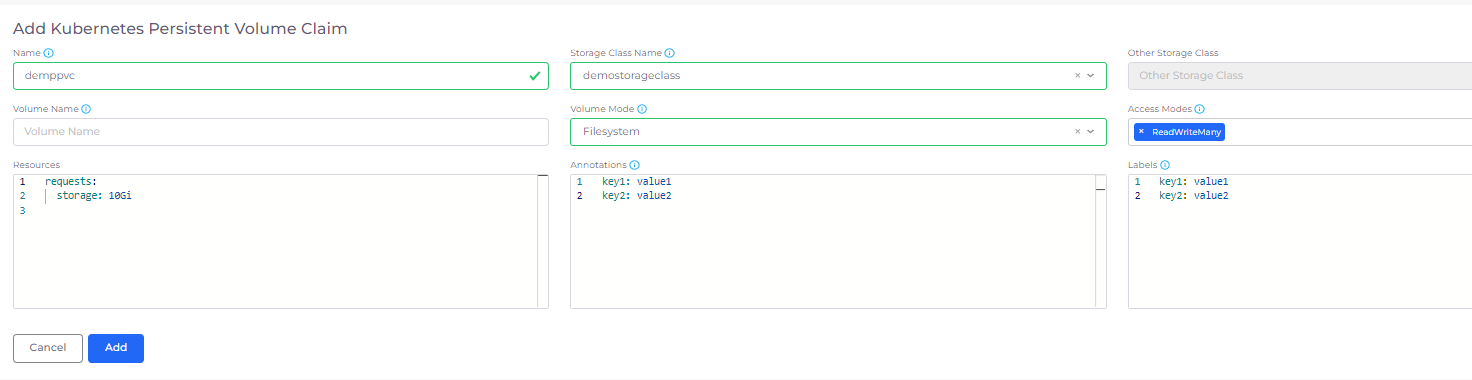 Add Kubernetes Persistent Volume Claim
Name
Storage Class Name
Other Storage Class
demppvc
demostorageclass
Other Storage Class
Volume Name
Volume Mode
Access Modes
Volume Name
Filesystem
ReadWriteMany
Resources
Annotations
Labels
1 requests:
2 storage: 10Gi
3
1 key1: value1
2 key2: value2
1 key1: value1
2 key2: value2
Cancel
Add